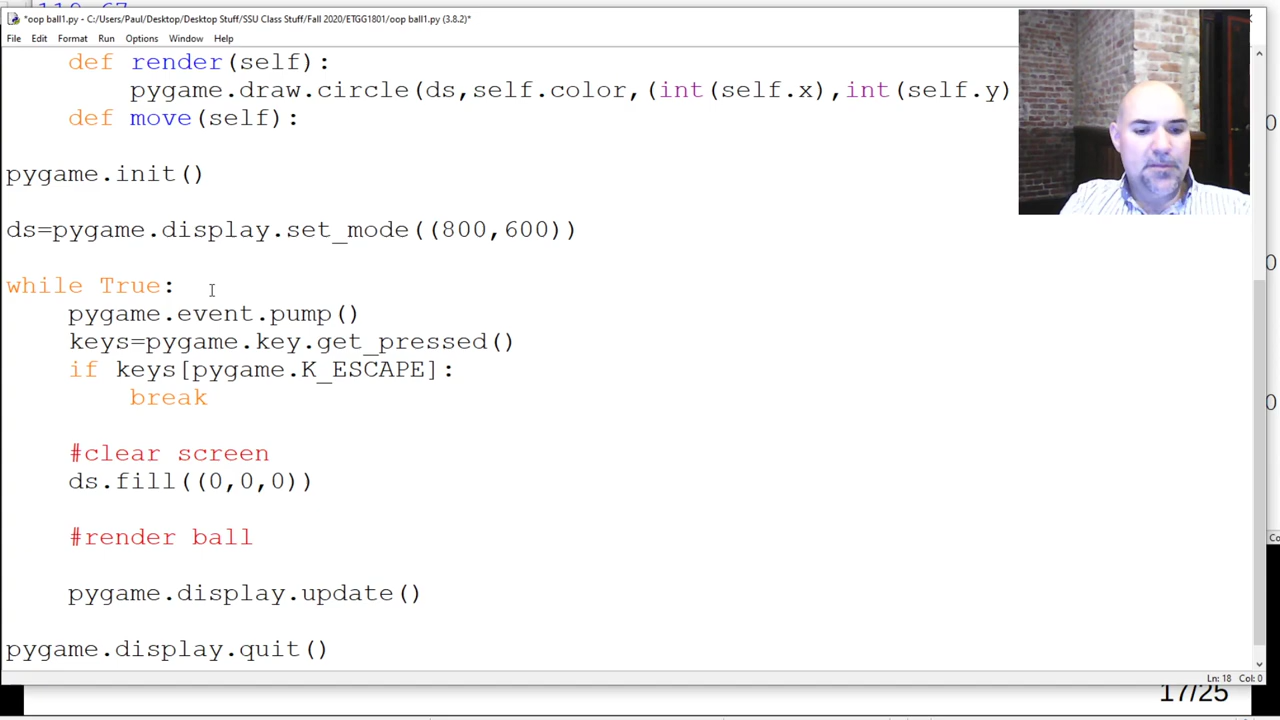 110 67
*oop ball1.py - C:/Users/Paul/Desktop/Desktop Stuff/SSU Class Stuff/Fall 2020/ETGG1801/oop ball1.py (3.8.2)*
File Edit Format Run Options Window Help
def render(self):
pygame.draw.circle(ds,self.color,(int(self.x),int(self.y)
def move(self):
pygame.init()
ds=pygame.display.set_mode((800,600))
while True:
pygame.event.pump()
keys=pygame.key.get_pressed()
if keys[pygame.K_ESCAPE]:
break
#clear screen
ds.fill((0,0,0))
#render ball
pygame.display.update()
pygame.display.quit()
Ln: 18 Col: 0
17/25